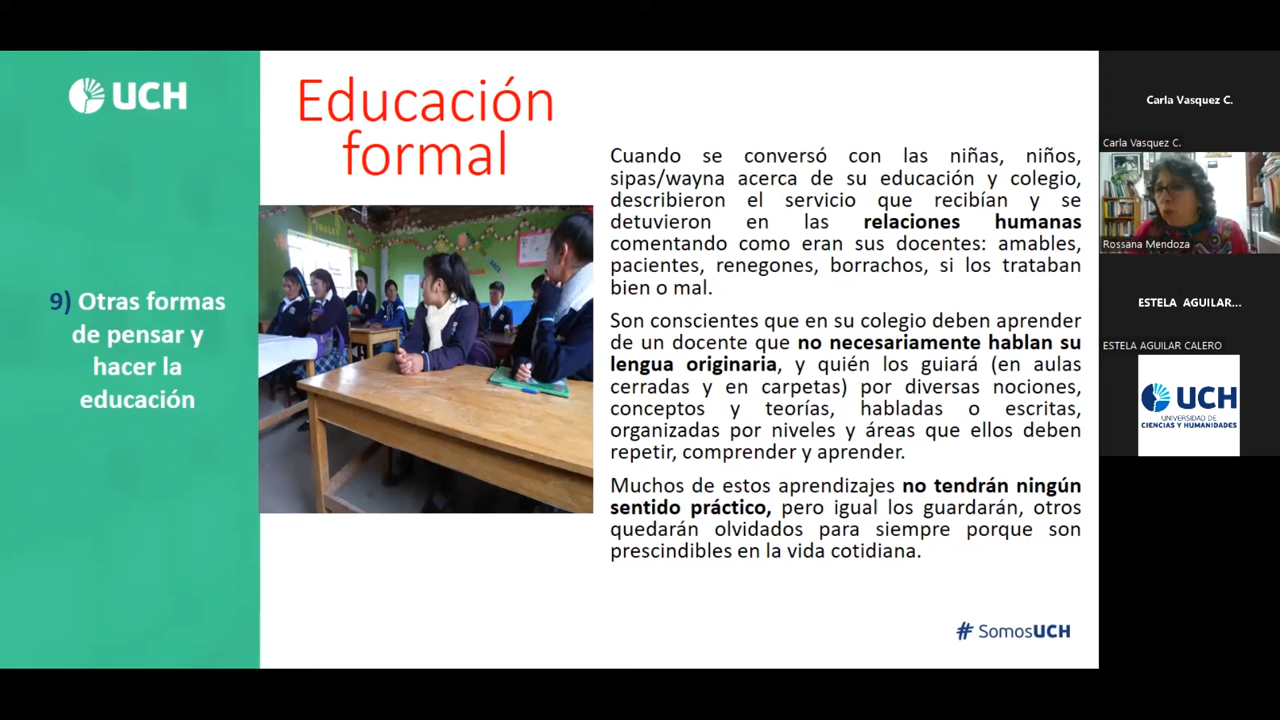 UCH
9) Otras formas
de pensar y
hacer la
educación
Educación
formal
Cuando se conversó con las niñas, niños,
sipas/wayna acerca de su educación y colegio,
describieron el servicio que recibían y se
detuvieron en las relaciones humanas
comentando como eran sus docentes: amables,
pacientes, renegones, borrachos, si los trataban
bien o mal.
Son conscientes que en su colegio deben aprender
de un docente que no necesariamente hablan su
lengua originaria, y quién los guiará (en aulas
cerradas y en carpetas) por diversas nociones,
conceptos y teorías, habladas o escritas,
organizadas por niveles y áreas que ellos deben
repetir, comprender y aprender.
Muchos de estos aprendizajes no tendrán ningún
sentido práctico, pero igual los guardarán, otros
quedarán olvidados para siempre porque son
prescindibles en la vida cotidiana.
# SomosUCH
Carla Vasquez C.
Carla Vasquez C.
Rossana Mendoza
ESTELA AGUILAR...
ESTELA AGUILAR CALERO
UCH
UNIVERSIDAD DE
CIENCIAS Y HUMANIDADES